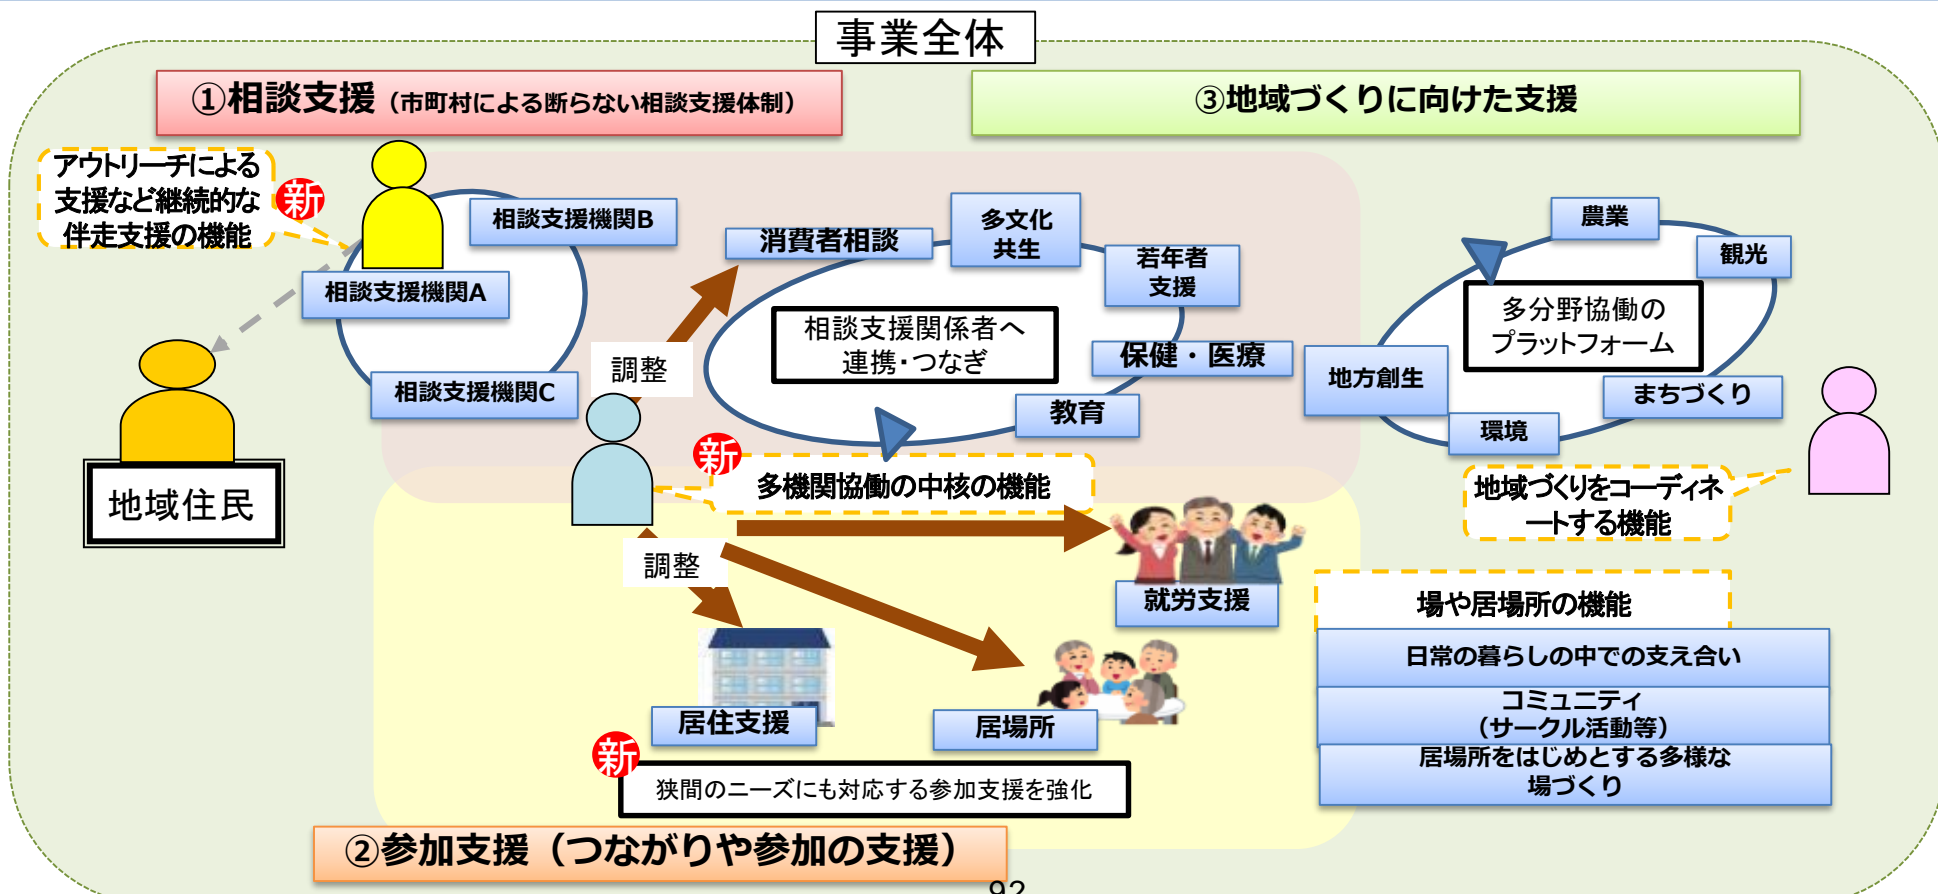 事業全体
①相談支援（市町村による断らない相談支援体制）
③地域づくりに向けた支援
アウトリーチによる
支援など継続的な
伴走支援の機能
新
相談支援機関B
相談支援機関A
相談支援機関C
地域住民
消費者相談
多文化
共生
若年者
支援
保健・医療
教育
相談支援関係者へ
連携・つなぎ
調整
新
多機関協働の中核の機能
調整
就労支援
居住支援
居場所
新
狭間のニーズにも対応する参加支援を強化
②参加支援（つながりや参加の支援）
農業
観光
多分野協働の
プラットフォーム
地方創生
まちづくり
環境
地域づくりをコーディネ
ートする機能
場や居場所の機能
日常の暮らしの中での支え合い
コミュニティ
（サークル活動等）
居場所をはじめとする多様な
場づくり
92